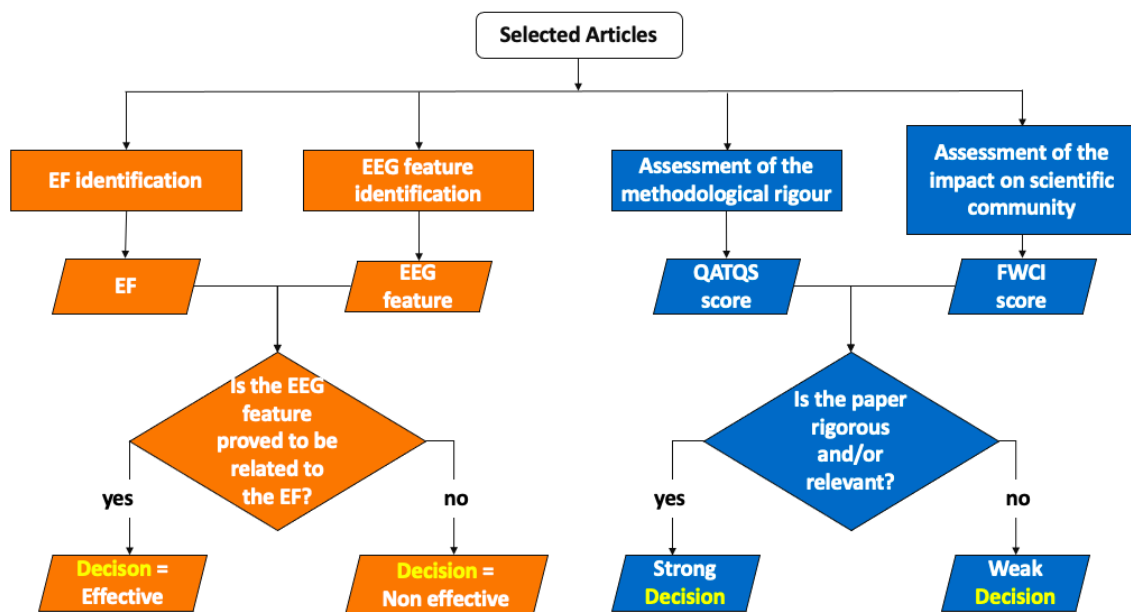 Selected Articles
EF identification
EEG feature
identification
Assessment of the
methodological rigour
Assessment of the
impact on scientific
community
EF
EEG
feature
QATQS
score
FWCI
score
Is the EEG
feature
proved to be
related to
the EF?
Is the paper
rigorous
and/or
relevant?
yes
no
yes
no
Decison =
Effective
Decision =
Non effective
Strong
Decision
Weak
Decision